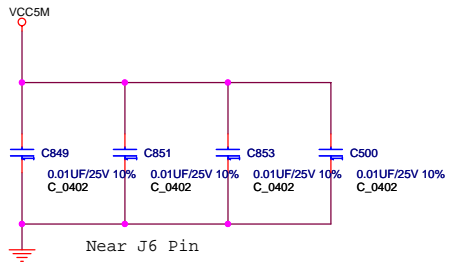 VCC5M
C849 C851 C853 C500
0.01UF/25V 10% 0.01UF/25V 10% 0.01UF/25V 10% 0.01UF/25V 10%
C_0402 C_0402 C_0402 C_0402
Near J6 Pin